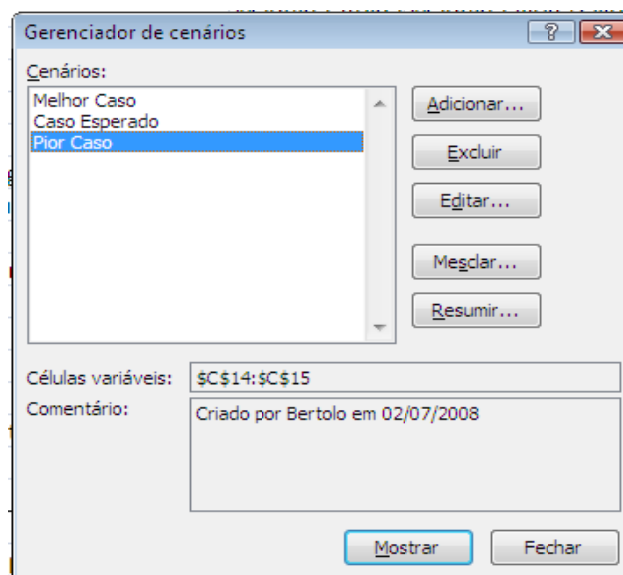 Gerenciador de cenários
Cenários:
Melhor Caso
Caso Esperado
Pior Caso
Adicionar...
Excluir
Editar...
Mesclar...
Resumir...
Células variáveis: $C$14:$C$15
Comentário: Criado por Bertolo em 02/07/2008
Mostrar Fechar